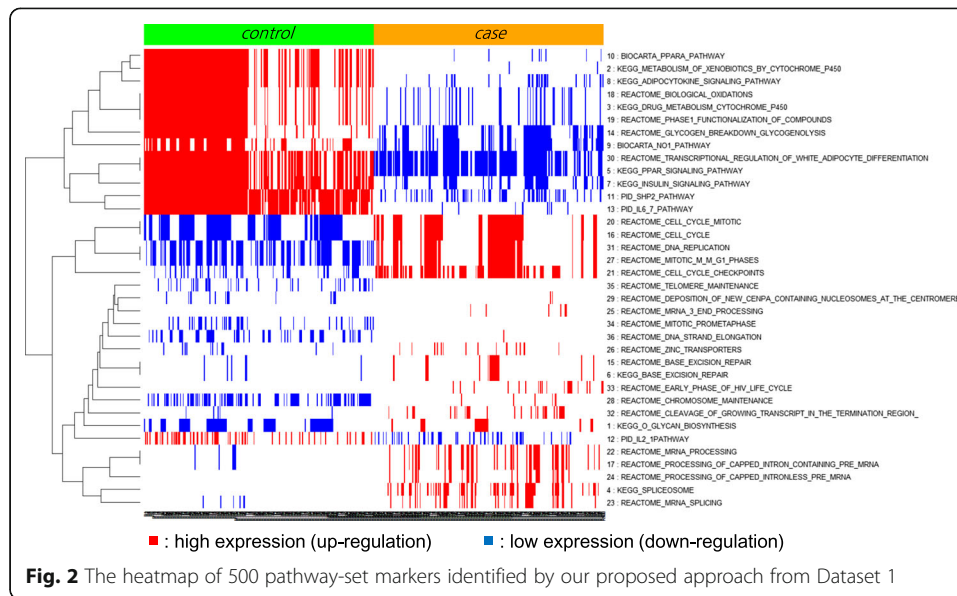 control case
10 : BIOCARTA_PPARA_PATHWAY
2 : KEGG_METABOLISM_OF_XENOBIOTICS_BY_CYTOCHROME_P450
8 : KEGG_ADIPOCYTOKINE_SIGNALING_PATHWAY
18 : REACTOME_BIOLOGICAL_OXIDATIONS
3 : KEGG_DRUG_METABOLISM_CYTOCHROME_P450
19 : REACTOME_PHASE1_FUNCTIONALIZATION_OF_COMPOUNDS
14 : REACTOME_GLYCOGEN_BREAKDOWN_GLYCOGENOLYSIS
9 : BIOCARTA_NO1_PATHWAY
30 : REACTOME_TRANSCRIPTIONAL_REGULATION_OF_WHITE_ADIPOCYTE_DIFFERENTIATION
5 : KEGG_PPAR_SIGNALING_PATHWAY
7 : KEGG_INSULIN_SIGNALING_PATHWAY
11 : PID_SHP2_PATHWAY
13 : PID_IL6_7_PATHWAY
20 : REACTOME_CELL_CYCLE_MITOTIC
16 : REACTOME_CELL_CYCLE
31 : REACTOME_DNA_REPLICATION
27 : REACTOME_MITOTIC_M_M_G1_PHASES
21 : REACTOME_CELL_CYCLE_CHECKPOINTS
35 : REACTOME_TELOMERE_MAINTENANCE
29 : REACTOME_DEPOSITION_OF_NEW_CENPA_CONTAINING_NUCLEOSOMES_AT_THE_CENTROMERE
25 : REACTOME_MRNA_3_END_PROCESSING
34 : REACTOME_MITOTIC_PROMETAPHASE
36 : REACTOME_DNA_STRAND_ELONGATION
26 : REACTOME_ZINC_TRANSPORTERS
15 : REACTOME_BASE_EXCISION_REPAIR
6 : KEGG_BASE_EXCISION_REPAIR
33 : REACTOME_EARLY_PHASE_OF_HIV_LIFE_CYCLE
28 : REACTOME_CHROMOSOME_MAINTENANCE
32 : REACTOME_CLEAVAGE_OF_GROWING_TRANSCRIPT_IN_THE_TERMINATION_REGION_
1 : KEGG_O_GLYCAN_BIOSYNTHESIS
12 : PID_IL2_1PATHWAY
22 : REACTOME_MRNA_PROCESSING
17 : REACTOME_PROCESSING_OF_CAPPED_INTRON_CONTAINING_PRE_MRNA
24 : REACTOME_PROCESSING_OF_CAPPED_INTRONLESS_PRE_MRNA
4 : KEGG_SPLICEOSOME
23 : REACTOME_MRNA_SPLICING
: high expression (up-regulation) : low expression (down-regulation)
Fig. 2 The heatmap of 500 pathway-set markers identified by our proposed approach from Dataset 1